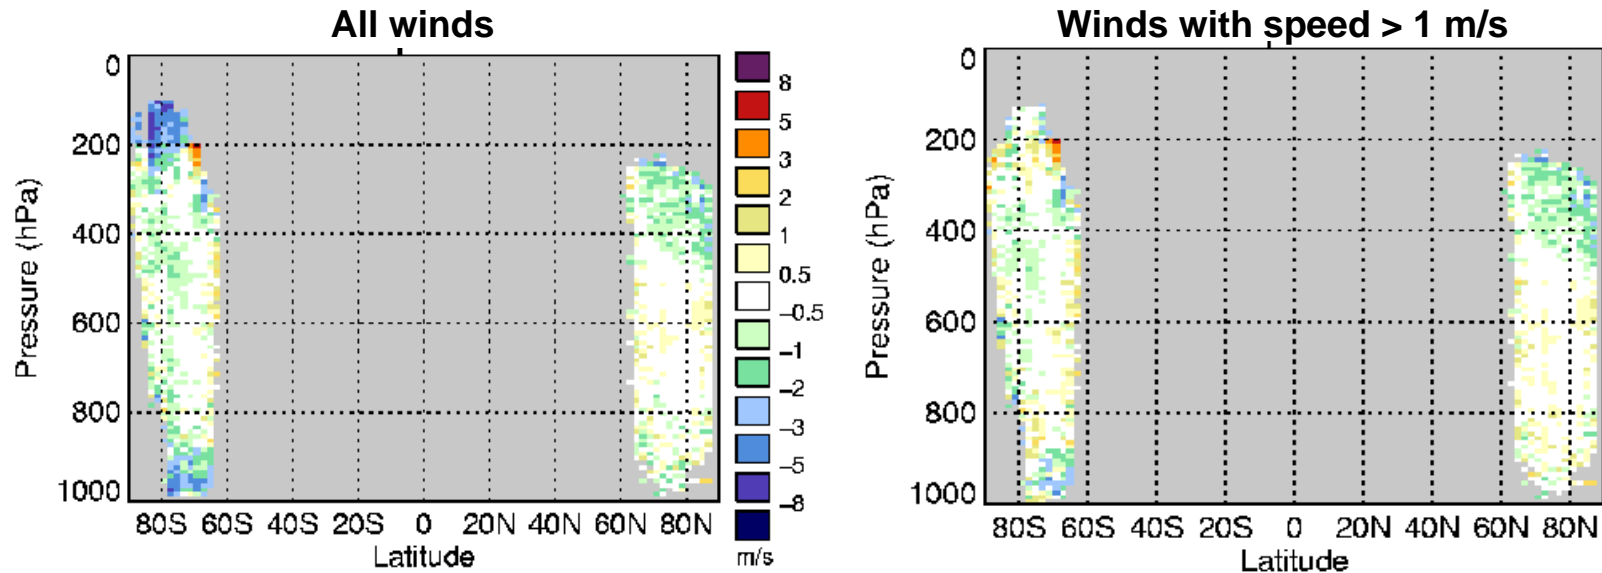 All winds
Winds with speed > 1 m/s
Pressure (hPa)
0
200
400
600
800
1000
80S 60S 40S 20S 0 20N 40N 60N 80N
Latitude
8
5
3
2
1
0.5
−0.5
−1
−2
−3
−5
−8
m/s
Pressure (hPa)
0
200
400
600
800
1000
80S 60S 40S 20S 0 20N 40N 60N 80N
Latitude